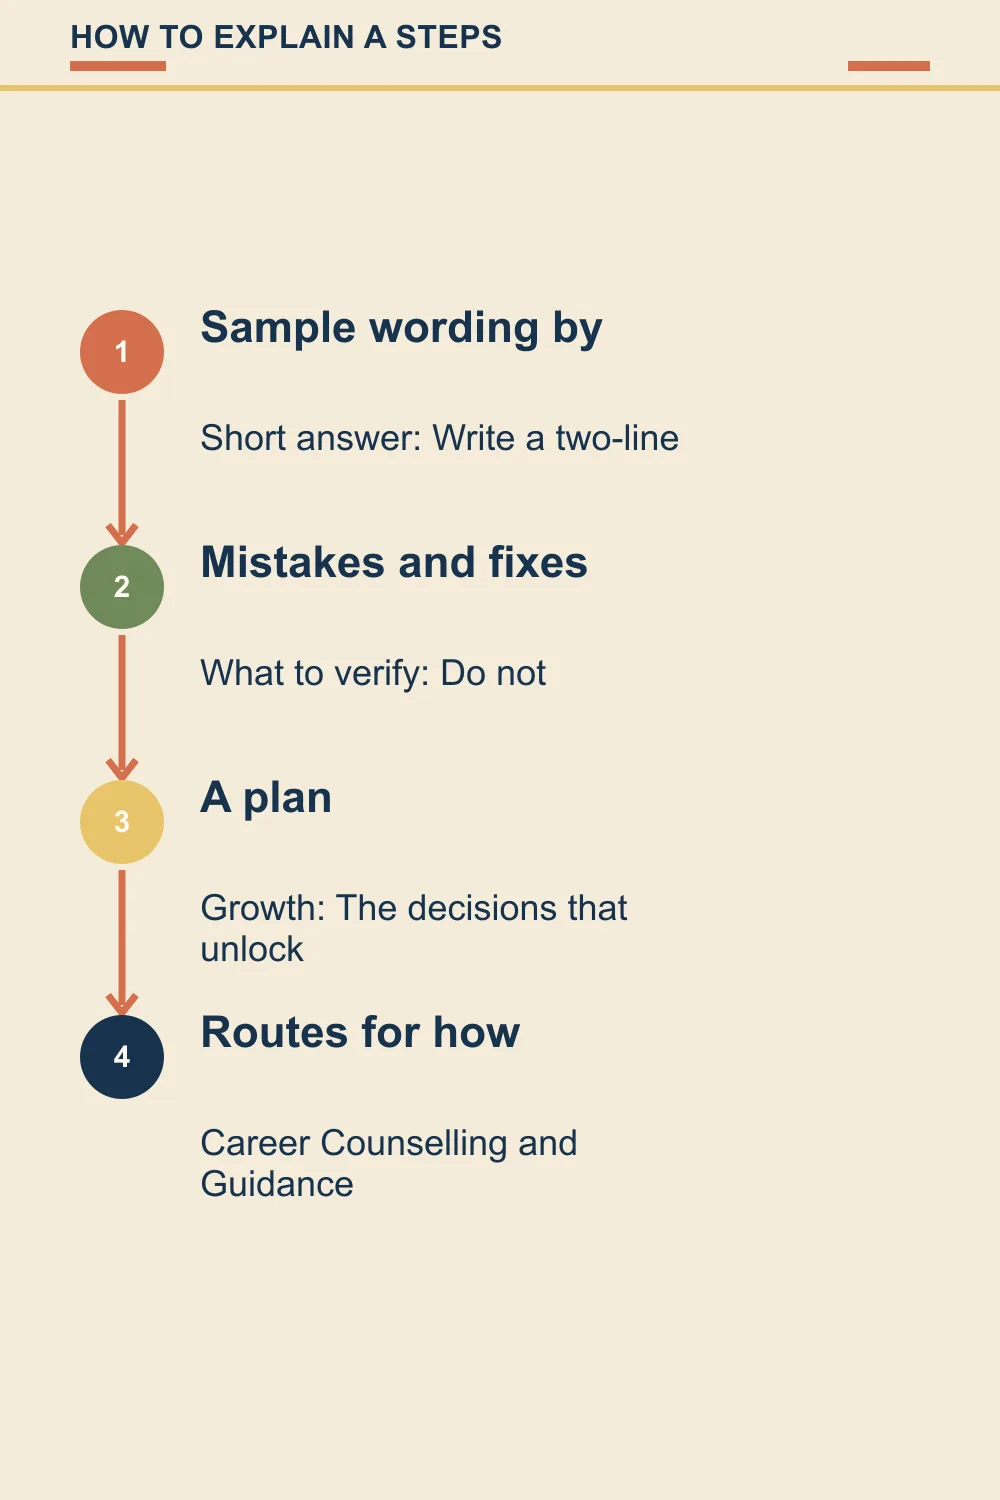 HOW TO EXPLAIN A STEPS
1
Sample wording by
Short answer: Write a two-line
2
Mistakes and fixes
What to verify: Do not
3
A plan
Growth: The decisions that
unlock
4
Routes for how
Career Counselling and
Guidance